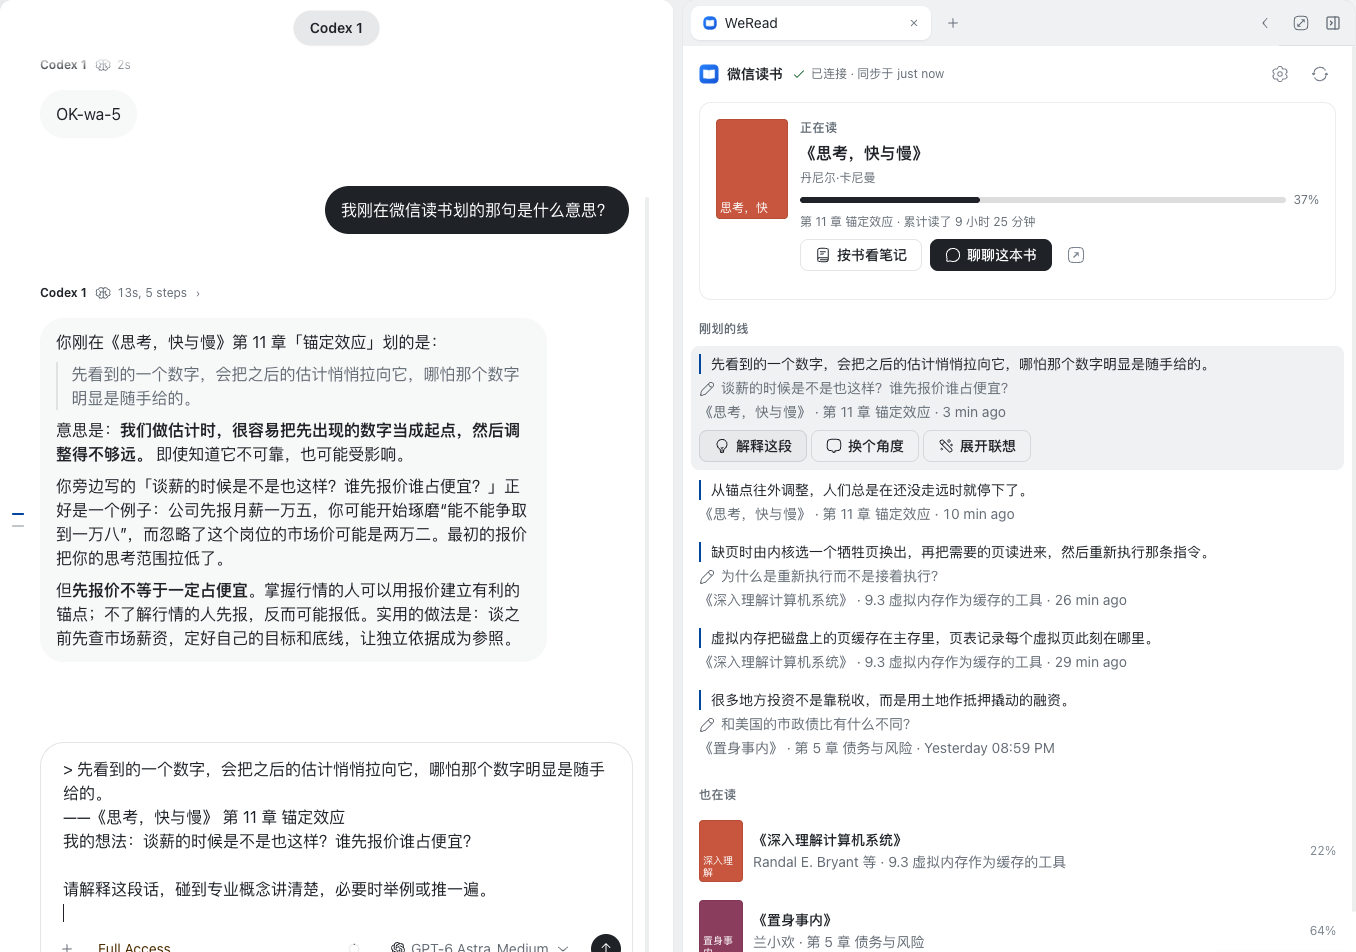 Codex 1
Codex 1 2s
OK-wa-5
我刚在微信读书划的那句是什么意思？
Codex 1 13s, 5 steps ›
你刚在《思考，快与慢》第 11 章「锚定效应」划的是：
先看到的一个数字，会把之后的估计悄悄拉向它，哪怕那个数字
明显是随手给的。
意思是：我们做估计时，很容易把先出现的数字当成起点，然后调
整得不够远。 即使知道它不可靠，也可能受影响。
你旁边写的「谈薪的时候是不是也这样？谁先报价谁占便宜？」正
好是一个例子：公司先报月薪一万五，你可能开始琢磨“能不能争取
到一万八”，而忽略了这个岗位的市场价可能是两万二。最初的报价
把你的思考范围拉低了。
但先报价不等于一定占便宜。掌握行情的人可以用报价建立有利的
锚点；不了解行情的人先报，反而可能报低。实用的做法是：谈之
前先查市场薪资，定好自己的目标和底线，让独立依据成为参照。
> 先看到的一个数字，会把之后的估计悄悄拉向它，哪怕那个数字明显是随手
给的。
——《思考，快与慢》 第 11 章 锚定效应
我的想法：谈薪的时候是不是也这样？谁先报价谁占便宜？
请解释这段话，碰到专业概念讲清楚，必要时举例或推一遍。
+ Full Access GPT-6 Astra Medium
WeRead
微信读书 已连接 · 同步于 just now
思考，快
正在读
《思考，快与慢》
丹尼尔·卡尼曼
37%
第 11 章 锚定效应 · 累计读了 9 小时 25 分钟
按书看笔记 聊聊这本书
刚划的线
先看到的一个数字，会把之后的估计悄悄拉向它，哪怕那个数字明显是随手给的。
谈薪的时候是不是也这样？谁先报价谁占便宜？
《思考，快与慢》 · 第 11 章 锚定效应 · 3 min ago
解释这段 换个角度 展开联想
从锚点往外调整，人们总是在还没走远时就停下了。
《思考，快与慢》 · 第 11 章 锚定效应 · 10 min ago
缺页时由内核选一个牺牲页换出，再把需要的页读进来，然后重新执行那条指令。
为什么是重新执行而不是接着执行？
《深入理解计算机系统》 · 9.3 虚拟内存作为缓存的工具 · 26 min ago
虚拟内存把磁盘上的页缓存在主存里，页表记录每个虚拟页此刻在哪里。
《深入理解计算机系统》 · 9.3 虚拟内存作为缓存的工具 · 29 min ago
很多地方投资不是靠税收，而是用土地作抵押撬动的融资。
和美国的市政债比有什么不同？
《置身事内》 · 第 5 章 债务与风险 · Yesterday 08:59 PM
也在读
深入理
解
《深入理解计算机系统》
Randal E. Bryant 等 · 9.3 虚拟内存作为缓存的工具
22%
置身事
内
《置身事内》
兰小欢 · 第 5 章 债务与风险
64%